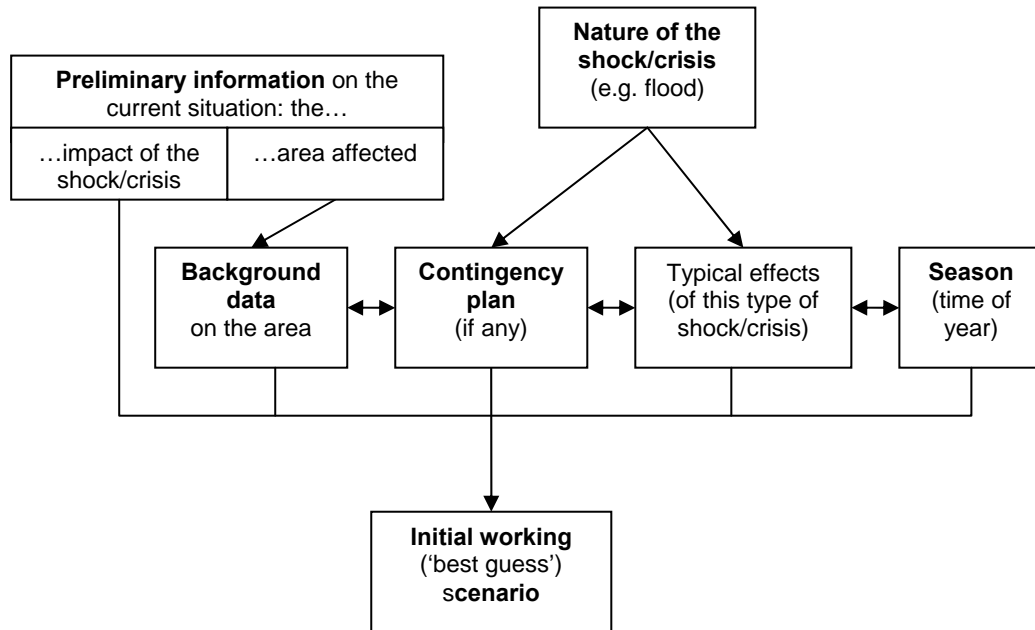 Nature of the
shock/crisis
(e.g. flood)
Preliminary information on the
current situation: the…
…impact of the
shock/crisis
…area affected
Background
data
on the area
Contingency
plan
(if any)
Typical effects
(of this type of
shock/crisis)
Season
(time of
year)
Initial working
(‘best guess’)
scenario